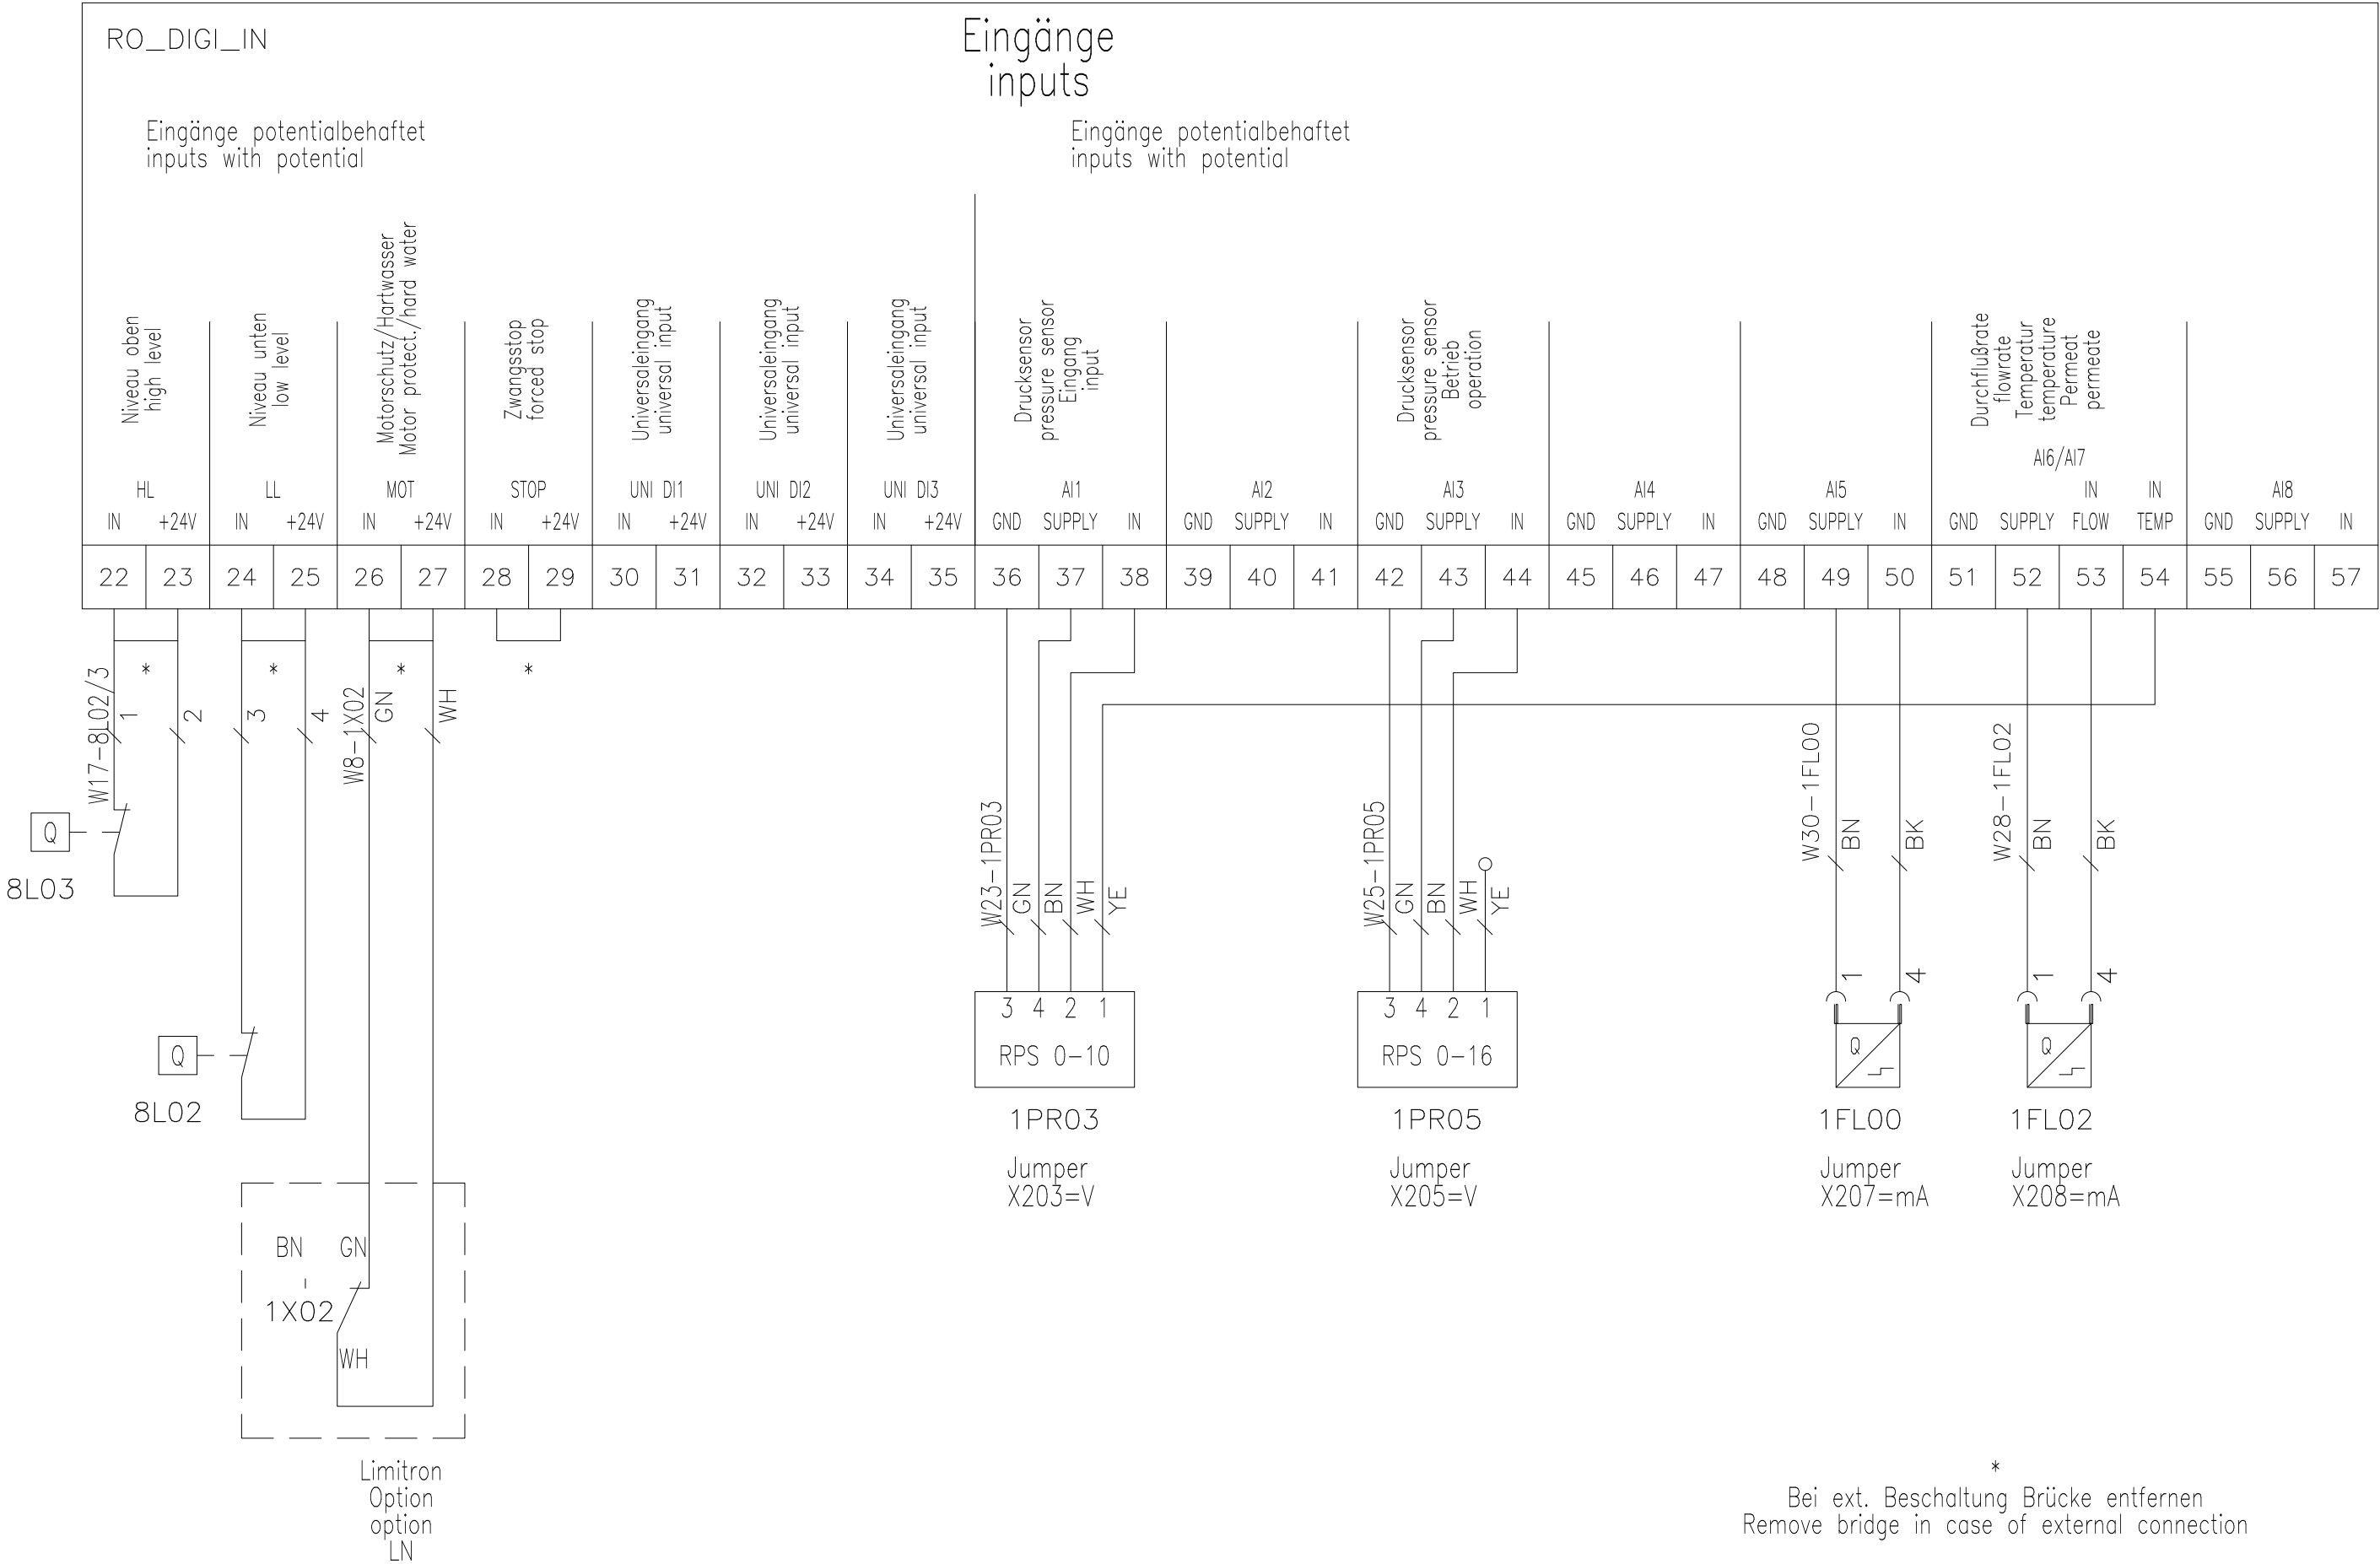 RO_DIGI_IN
Eingänge
inputs
Eingänge potentialbehaftet
inputs with potential
Eingänge potentialbehaftet
inputs with potential
Niveau oben
high level
Niveau unten
low level
Motorschutz/Hartwasser
Motor protect./hard water
Zwangsstop
forced stop
Universaleingang
universal input
Universaleingang
universal input
Universaleingang
universal input
Drucksensor
pressure sensor
Eingang
input
Drucksensor
pressure sensor
Betrieb
operation
Durchflußrate
flowrate
Temperatur
temperature
Permeat
permeate
AI6/AI7
HL LL MOT STOP UNI DI1 UNI DI2 UNI DI3 AI1 AI2 AI3 AI4 AI5 IN IN AI8
IN +24V IN +24V IN +24V IN +24V IN +24V IN +24V IN +24V GND SUPPLY IN GND SUPPLY IN GND SUPPLY IN GND SUPPLY IN GND SUPPLY IN GND SUPPLY FLOW TEMP GND SUPPLY IN
22 23 24 25 26 27 28 29 30 31 32 33 34 35 36 37 38 39 40 41 42 43 44 45 46 47 48 49 50 51 52 53 54 55 56 57
* * * *
W17-8L02/3
1
2
3
4
W8-1X02
GN
WH
W23-1PR03
GN
BN
WH
YE
W25-1PR05
GN
BN
WH
YE
W30-1FL00
BN
BK
W28-1FL02
BN
BK
Q
8L03
1 4 1 4
3 4 2 1
RPS 0-10
3 4 2 1
RPS 0-16
Q
Q
Q
8L02
1PR03
1PR05
1FL00
1FL02
Jumper
X203=V
Jumper
X205=V
Jumper
X207=mA
Jumper
X208=mA
BN GN
1X02
WH
Limitron
Option
option
LN
*
Bei ext. Beschaltung Brücke entfernen
Remove bridge in case of external connection